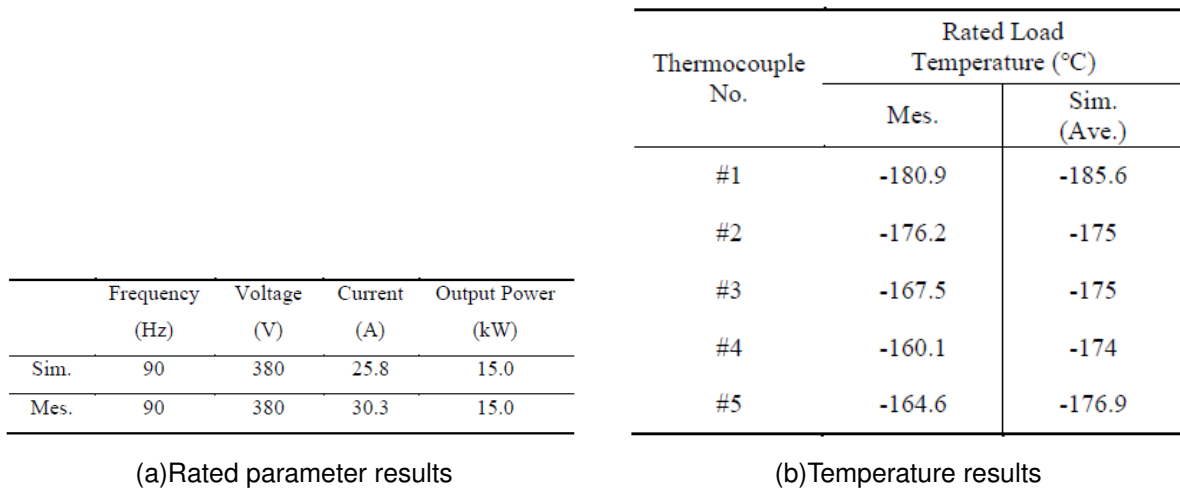 Frequency Voltage Current Output Power
(Hz) (V) (A) (kW)
Sim. 90 380 25.8 15.0
Mes. 90 380 30.3 15.0
(a)Rated parameter results
Rated Load
Thermocouple Temperature (°C)
No.
Mes. Sim.
(Ave.)
#1 -180.9 -185.6
#2 -176.2 -175
#3 -167.5 -175
#4 -160.1 -174
#5 -164.6 -176.9
(b)Temperature results